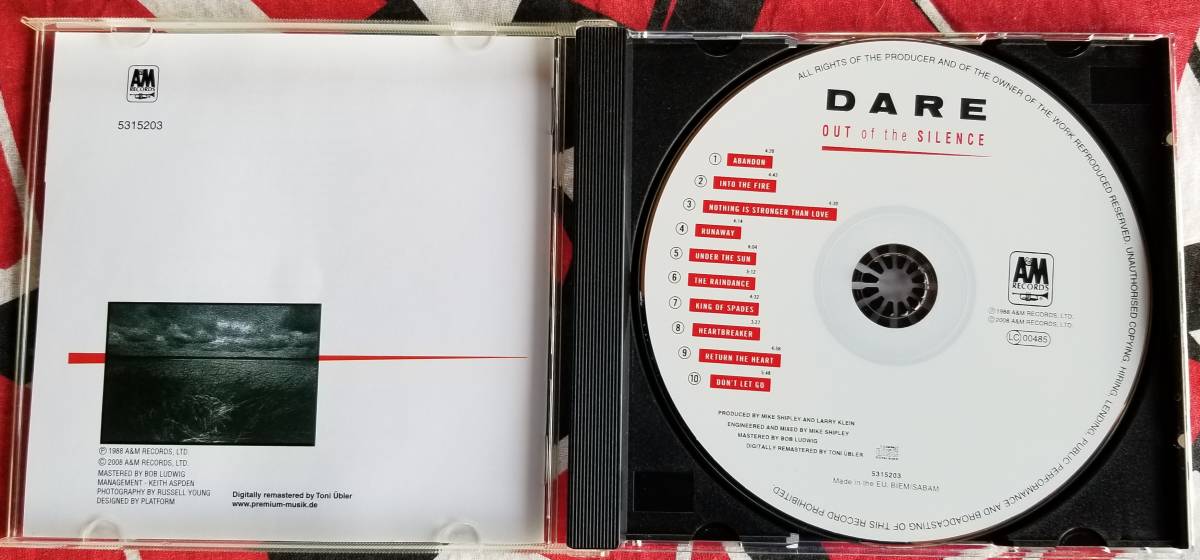 A&M
RECORDS
5315203
℗ 1988 A&M RECORDS, LTD.
© 2008 A&M RECORDS, LTD.
MASTERED BY BOB LUDWIG
MANAGEMENT - KEITH ASPDEN
PHOTOGRAPHY BY RUSSELL YOUNG
DESIGNED BY PLATFORM
Digitally remastered by Toni Übler
www.premium-musik.de
ALL RIGHTS OF THE PRODUCER AND OF THE OWNER OF THE WORK REPRODUCED RESERVED. UNAUTHORISED COPYING, HIRING, LENDING, PUBLIC PERFORMANCE AND BROADCASTING OF THIS RECORD PROHIBITED.
DARE
OUT of the SILENCE
4:20
1 ABANDON
4:43
2 INTO THE FIRE
4:30
3 NOTHING IS STRONGER THAN LOVE
4:14
4 RUNAWAY
6:04
5 UNDER THE SUN
5:12
6 THE RAINDANCE
4:32
7 KING OF SPADES
3:27
8 HEARTBREAKER
4:58
9 RETURN THE HEART
5:48
10 DON'T LET GO
A&M
RECORDS
℗ 1988 A&M RECORDS, LTD.
© 2008 A&M RECORDS, LTD.
LC 00485
PRODUCED BY MIKE SHIPLEY AND LARRY KLEIN
ENGINEERED AND MIXED BY MIKE SHIPLEY
MASTERED BY BOB LUDWIG
DIGITALLY REMASTERED BY TONI ÜBLER
5315203
Made in the EU. BIEM/SABAM